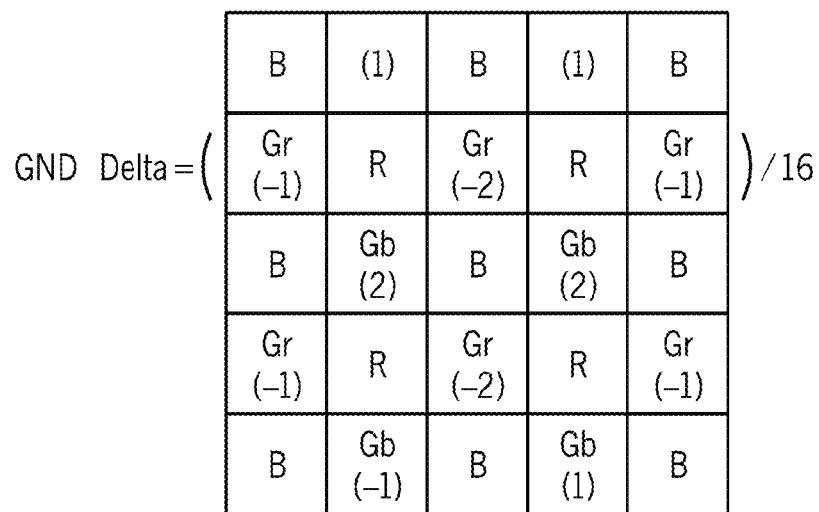 B (1) B (1) B
GND Delta = ( Gr (–1) R Gr (–2) R Gr (–1) ) / 16
B Gb (2) B Gb (2) B
Gr (–1) R Gr (–2) R Gr (–1)
B Gb (–1) B Gb (1) B